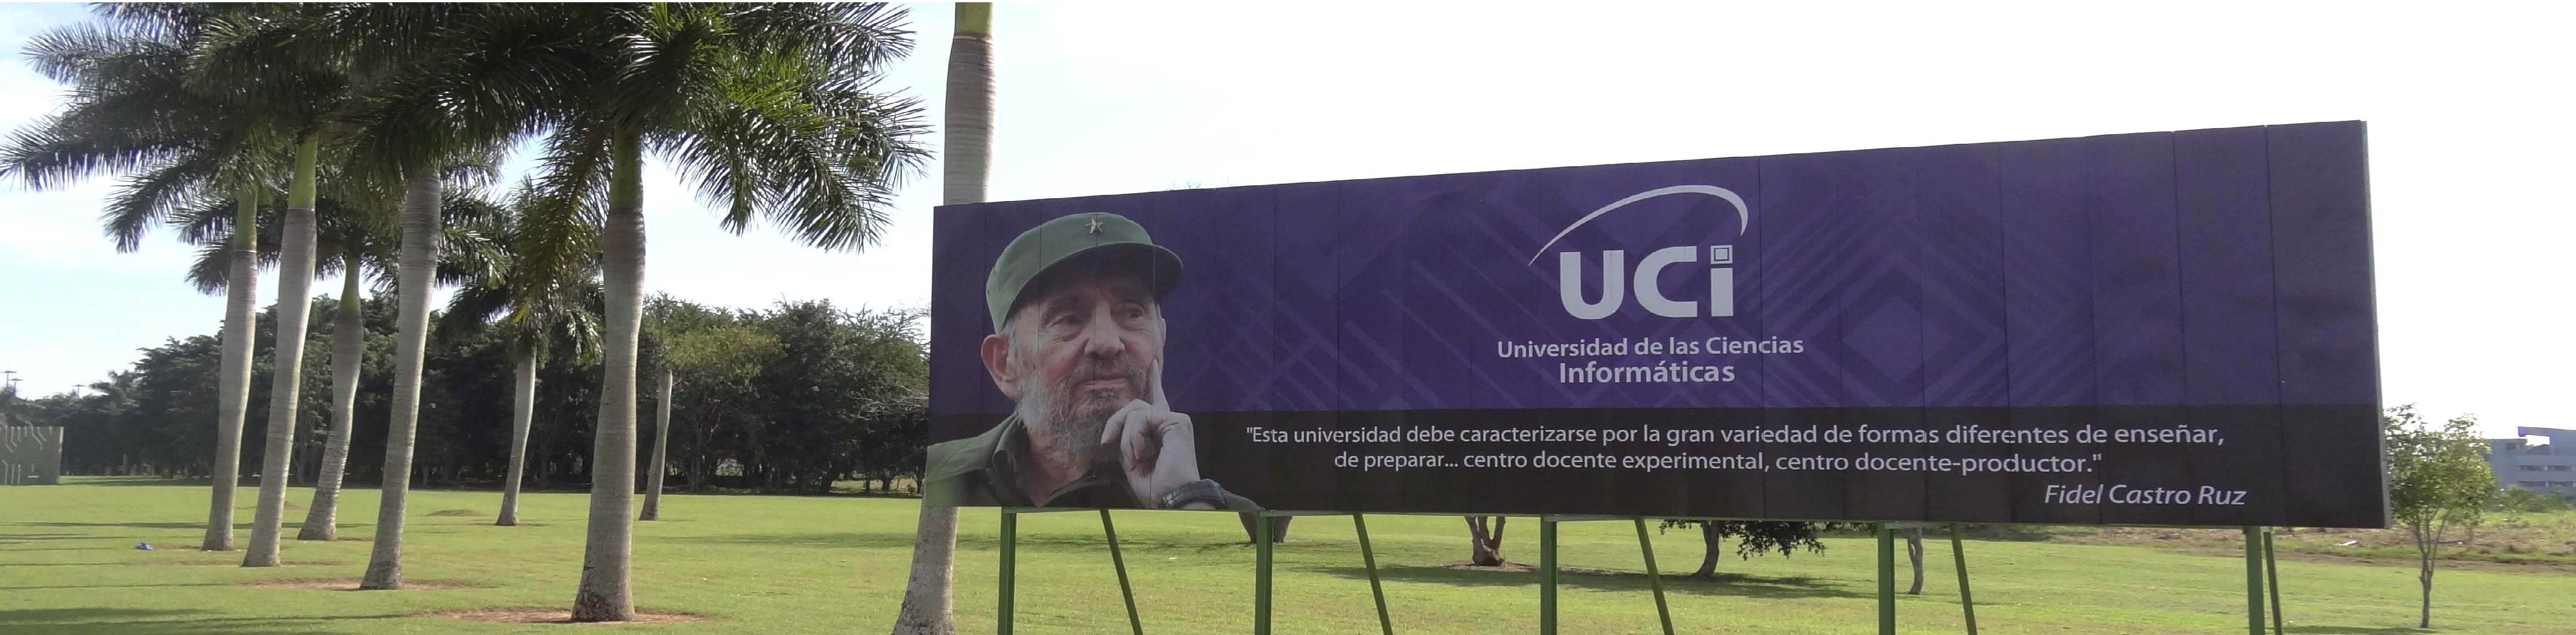 UCi
Universidad de las Ciencias
Informáticas
"Esta universidad debe caracterizarse por la gran variedad de formas diferentes de enseñar,
de preparar... centro docente experimental, centro docente-productor."
Fidel Castro Ruz